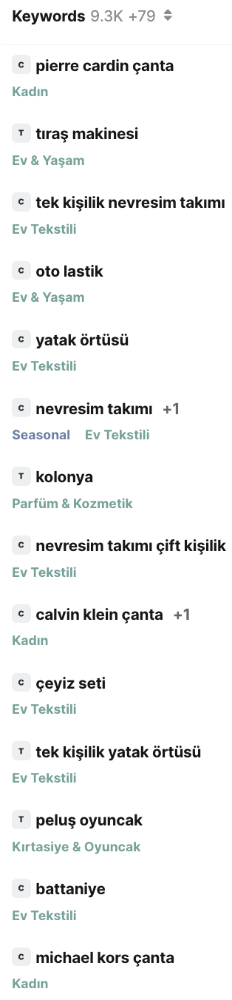 Keywords 9.3K +79
C pierre cardin çanta
Kadın
T tıraş makinesi
Ev & Yaşam
C tek kişilik nevresim takımı
Ev Tekstili
C oto lastik
Ev & Yaşam
C yatak örtüsü
Ev Tekstili
C nevresim takımı +1
Seasonal Ev Tekstili
T kolonya
Parfüm & Kozmetik
C nevresim takımı çift kişilik
Ev Tekstili
C calvin klein çanta +1
Kadın
C çeyiz seti
Ev Tekstili
T tek kişilik yatak örtüsü
Ev Tekstili
T peluş oyuncak
Kırtasiye & Oyuncak
C battaniye
Ev Tekstili
C michael kors çanta
Kadın